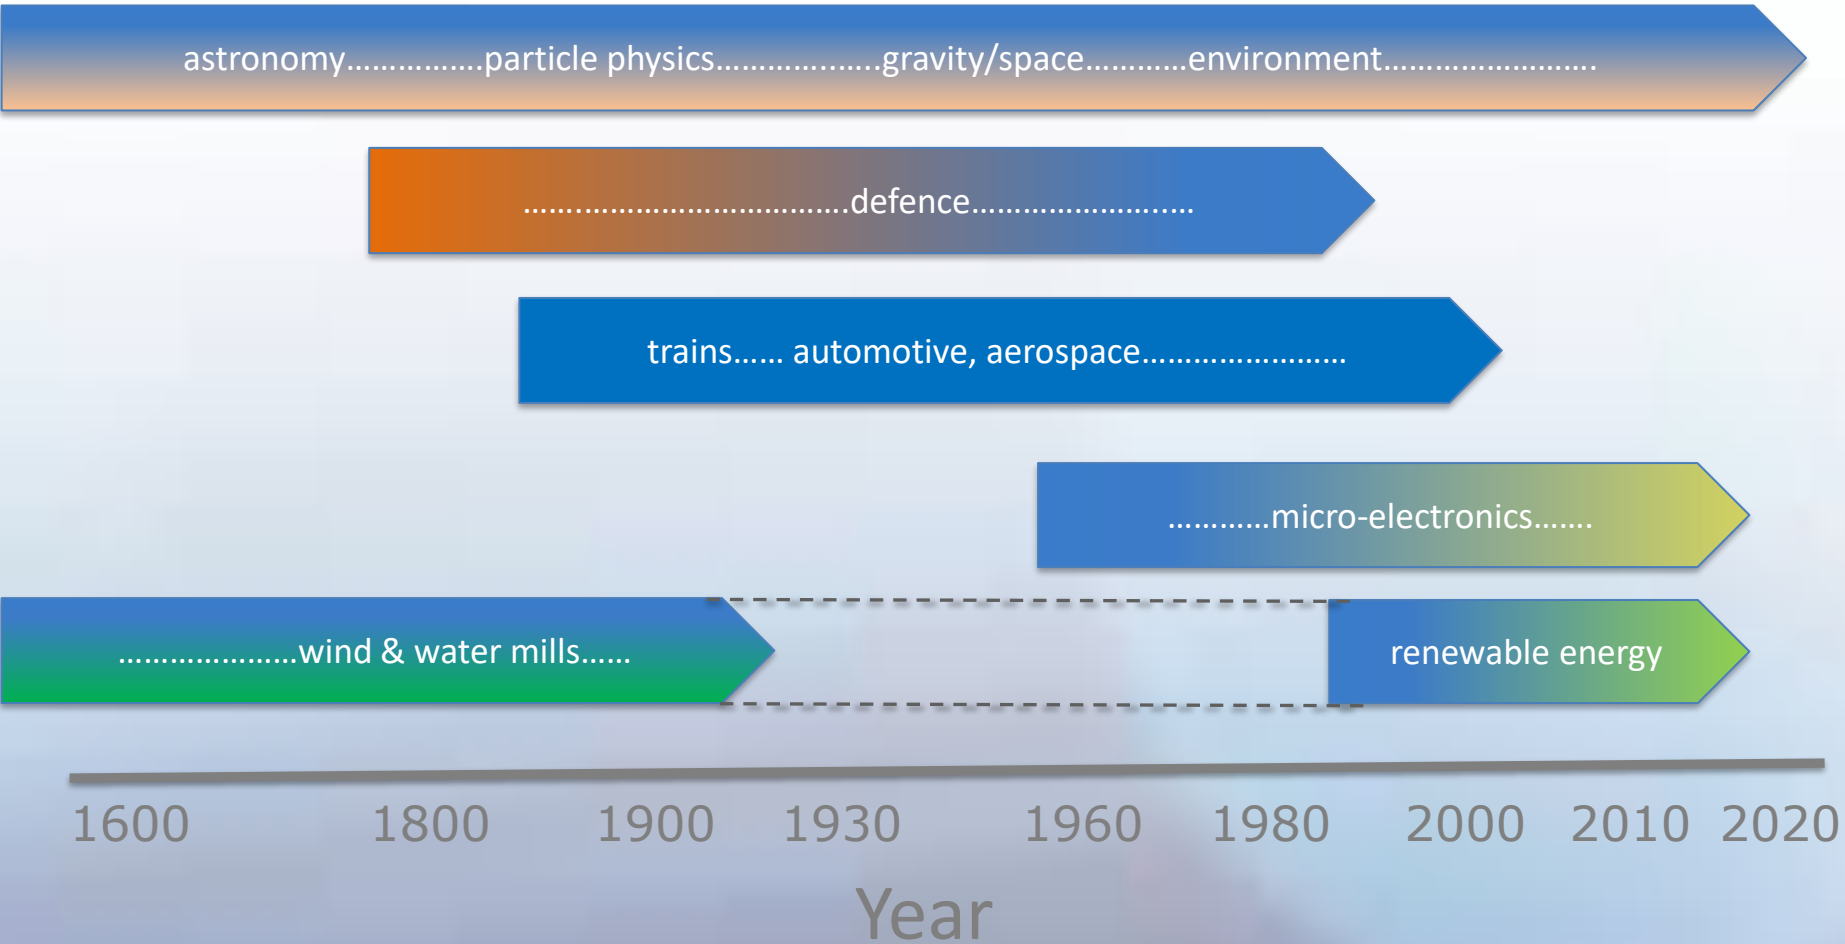 astronomy…………….particle physics…………..…..gravity/space…………environment…………………….
…….………………………….defence…………………..…
trains…… automotive, aerospace……………………
…………micro-electronics…….
…………………wind & water mills……
renewable energy
1600 1800 1900 1930 1960 1980 2000 2010 2020
Year